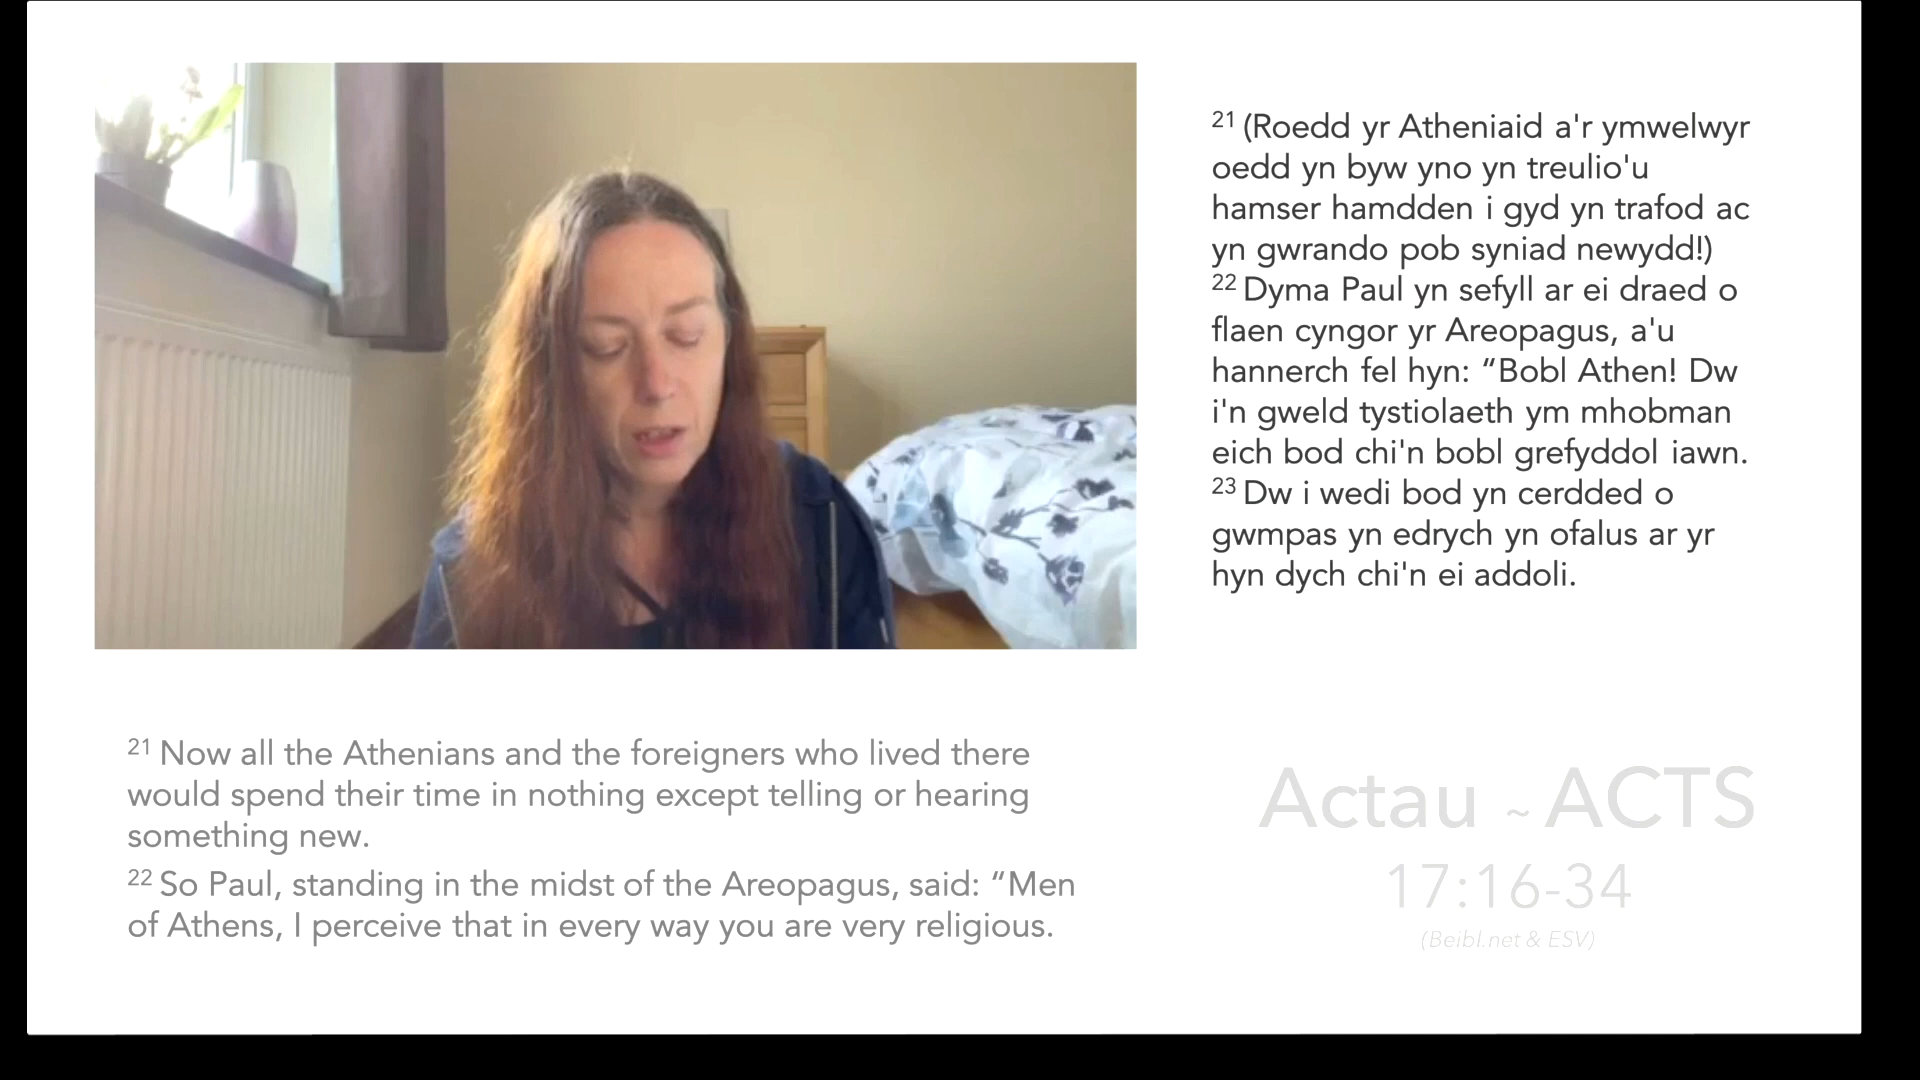 21 (Roedd yr Atheniaid a'r ymwelwyr
oedd yn byw yno yn treulio'u
hamser hamdden i gyd yn trafod ac
yn gwrando pob syniad newydd!)
22 Dyma Paul yn sefyll ar ei draed o
flaen cyngor yr Areopagus, a'u
hannerch fel hyn: “Bobl Athen! Dw
i'n gweld tystiolaeth ym mhobman
eich bod chi'n bobl grefyddol iawn.
23 Dw i wedi bod yn cerdded o
gwmpas yn edrych yn ofalus ar yr
hyn dych chi'n ei addoli.
21 Now all the Athenians and the foreigners who lived there
would spend their time in nothing except telling or hearing
something new.
22 So Paul, standing in the midst of the Areopagus, said: “Men
of Athens, I perceive that in every way you are very religious.
Actau ~ ACTS
17:16-34
(Beibl.net & ESV)